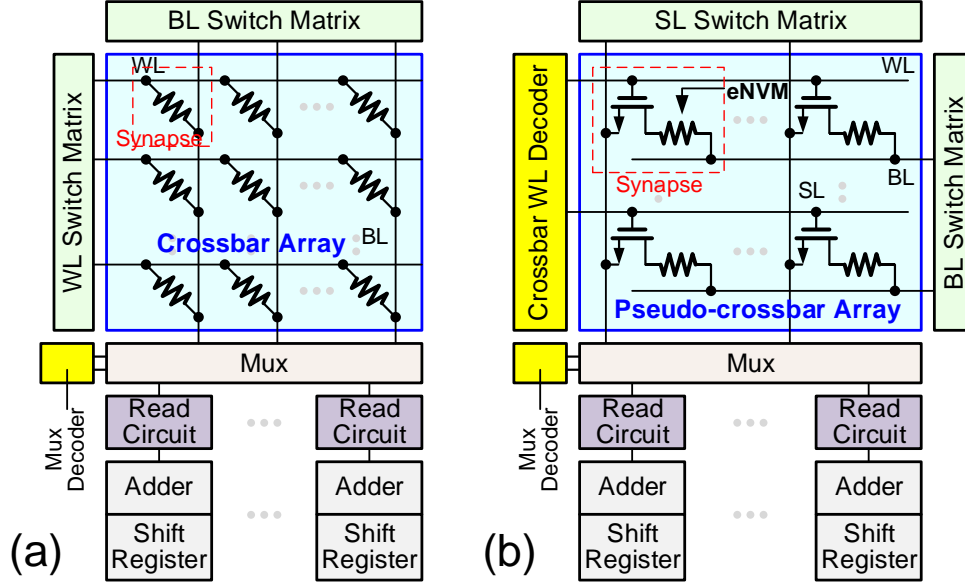 BL Switch Matrix
WL Switch Matrix
WL
Synapse
Crossbar Array
BL
Mux
Mux
Decoder
Read
Circuit
Read
Circuit
Adder
Adder
Shift
Register
Shift
Register
(a)
SL Switch Matrix
Crossbar WL Decoder
WL
eNVM
Synapse
BL
SL
Pseudo-crossbar Array
BL Switch Matrix
Mux
Mux
Decoder
Read
Circuit
Read
Circuit
Adder
Adder
Shift
Register
Shift
Register
(b)